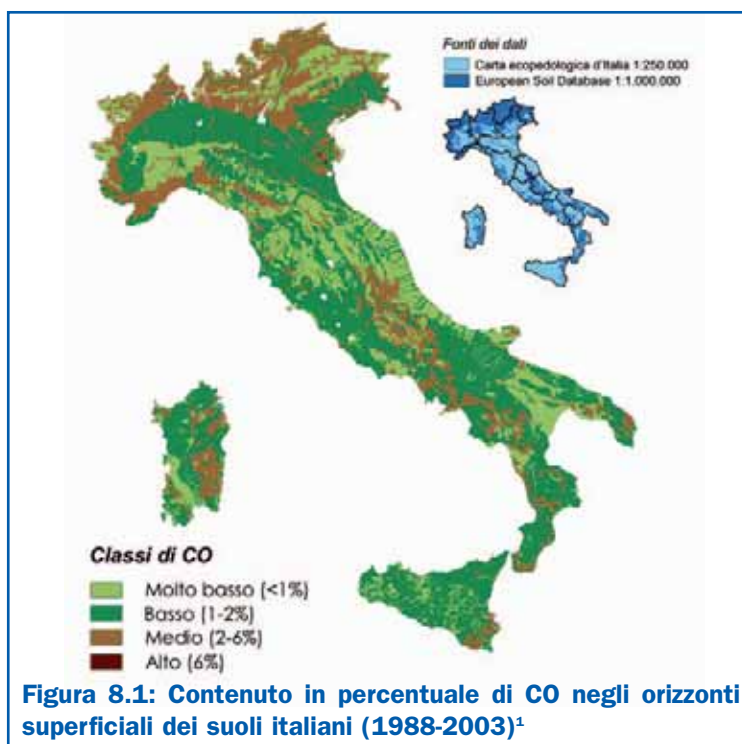 Fonti dei dati
Carta ecopedologica d'Italia 1:250.000
European Soil Database 1:1.000.000
Classi di CO
Molto basso (<1%)
Basso (1-2%)
Medio (2-6%)
Alto (6%)
Figura 8.1: Contenuto in percentuale di CO negli orizzonti
superficiali dei suoli italiani (1988-2003)¹